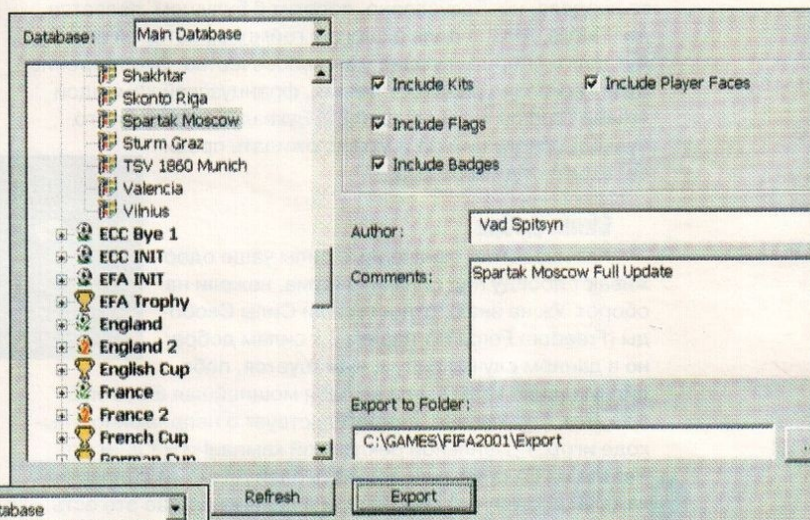 Database: Main Database
Shakhtar
Skonto Riga
Spartak Moscow
Sturm Graz
TSV 1860 Munich
Valencia
Vilnius
ECC Bye 1
ECC INIT
EFA INIT
EFA Trophy
England
England 2
English Cup
France
France 2
French Cup
German Cup
Include Kits
Include Player Faces
Include Flags
Include Badges
Author: Vad Spitsyn
Comments: Spartak Moscow Full Update
Export to Folder:
C:\GAMES\FIFA2001\Export
tabase
Refresh
Export